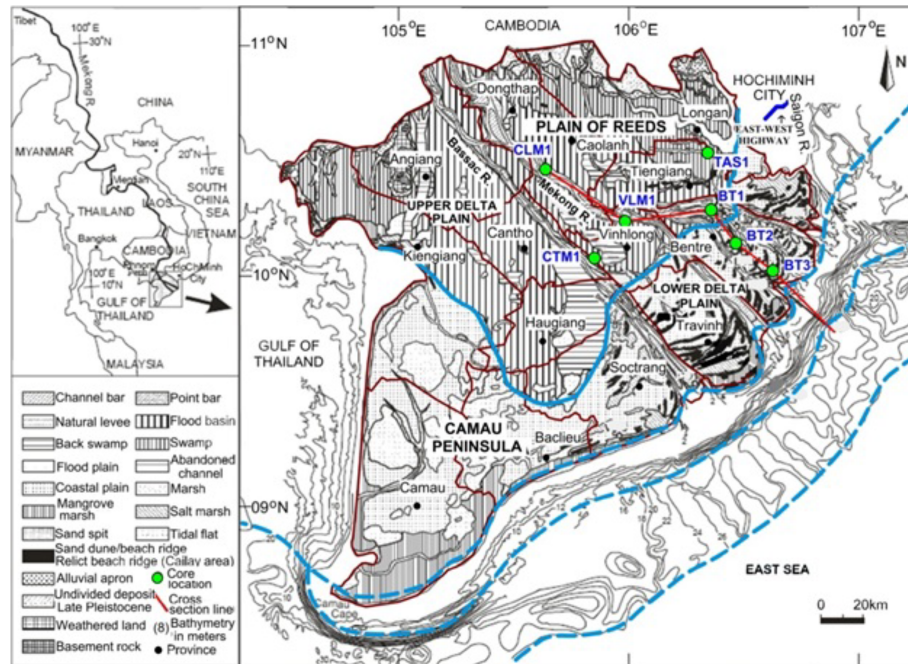 Tibet
100°E
30°N
Mekong R.
CHINA
Hanoi
MYANMAR
20°N
110°E
Vientian
LAOS
SOUTH
CHINA
SEA
THAILAND
VIETNAM
Bangkok
CAMBODIA
HoChiMinh
City
100°E
10°N
GULF OF
THAILAND
MALAYSIA
Channel bar
Point bar
Natural levee
Flood basin
Back swamp
Swamp
Flood plain
Abandoned
channel
Coastal plain
Marsh
Mangrove
marsh
Salt marsh
Sand spit
Tidal flat
Sand dune/beach ridge
Relict beach ridge (Cailay area)
Alluvial apron
Core
location
Undivided deposit
Late Pleistocene
Cross
section line
Weathered land
(8) Bathymetry
in meters
Basement rock
Province
105°E
CAMBODIA
106°E
107°E
11°N
N
HOCHIMINH
CITY
Saigon R.
EAST-WEST
HIGHWAY
Dongthap
Longan
PLAIN OF REEDS
CLM1
Caolanh
TAS1
Angiang
Bassac R.
Tiengiang
Mekong R.
VLM1
BT1
UPPER DELTA
PLAIN
Cantho
Vinhlong
BT2
Bentre
Kiengiang
CTM1
BT3
10°N
LOWER DELTA
PLAIN
Travinh
Haugiang
GULF OF
THAILAND
Soctrang
CAMAU
PENINSULA
Baclieu
Camau
09°N
EAST SEA
Camau
Cape
0 20km